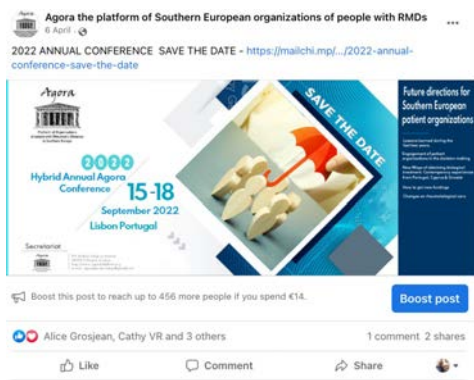 Agora the platform of Southern European organizations of people with RMDs
6 April
2022 ANNUAL CONFERENCE SAVE THE DATE - https://mailchi.mp/.../2022-annual-
conference-save-the-date
Agora
2022
Hybrid Annual Agora
Conference
15-18
September 2022
Lisbon Portugal
Secretariat
SAVE THE DATE
Future directions for
Southern European
patient organizations
Boost this post to reach up to 456 more people if you spend €14.
Boost post
Alice Grosjean, Cathy VR and 3 others
1 comment 2 shares
Like
Comment
Share